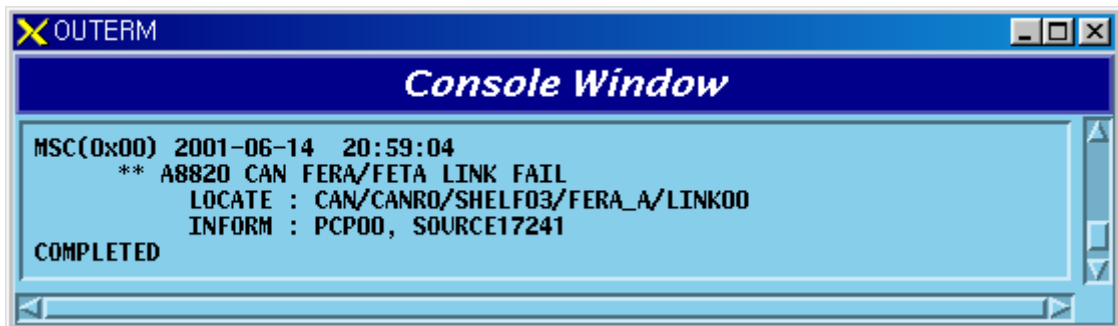 OUTERM
Console Window
MSC(0x00) 2001-06-14 20:59:04
** A8820 CAN FERA/FETA LINK FAIL
LOCATE : CAN/CANR0/SHELF03/FERA_A/LINK00
INFORM : PCP00, SOURCE17241
COMPLETED